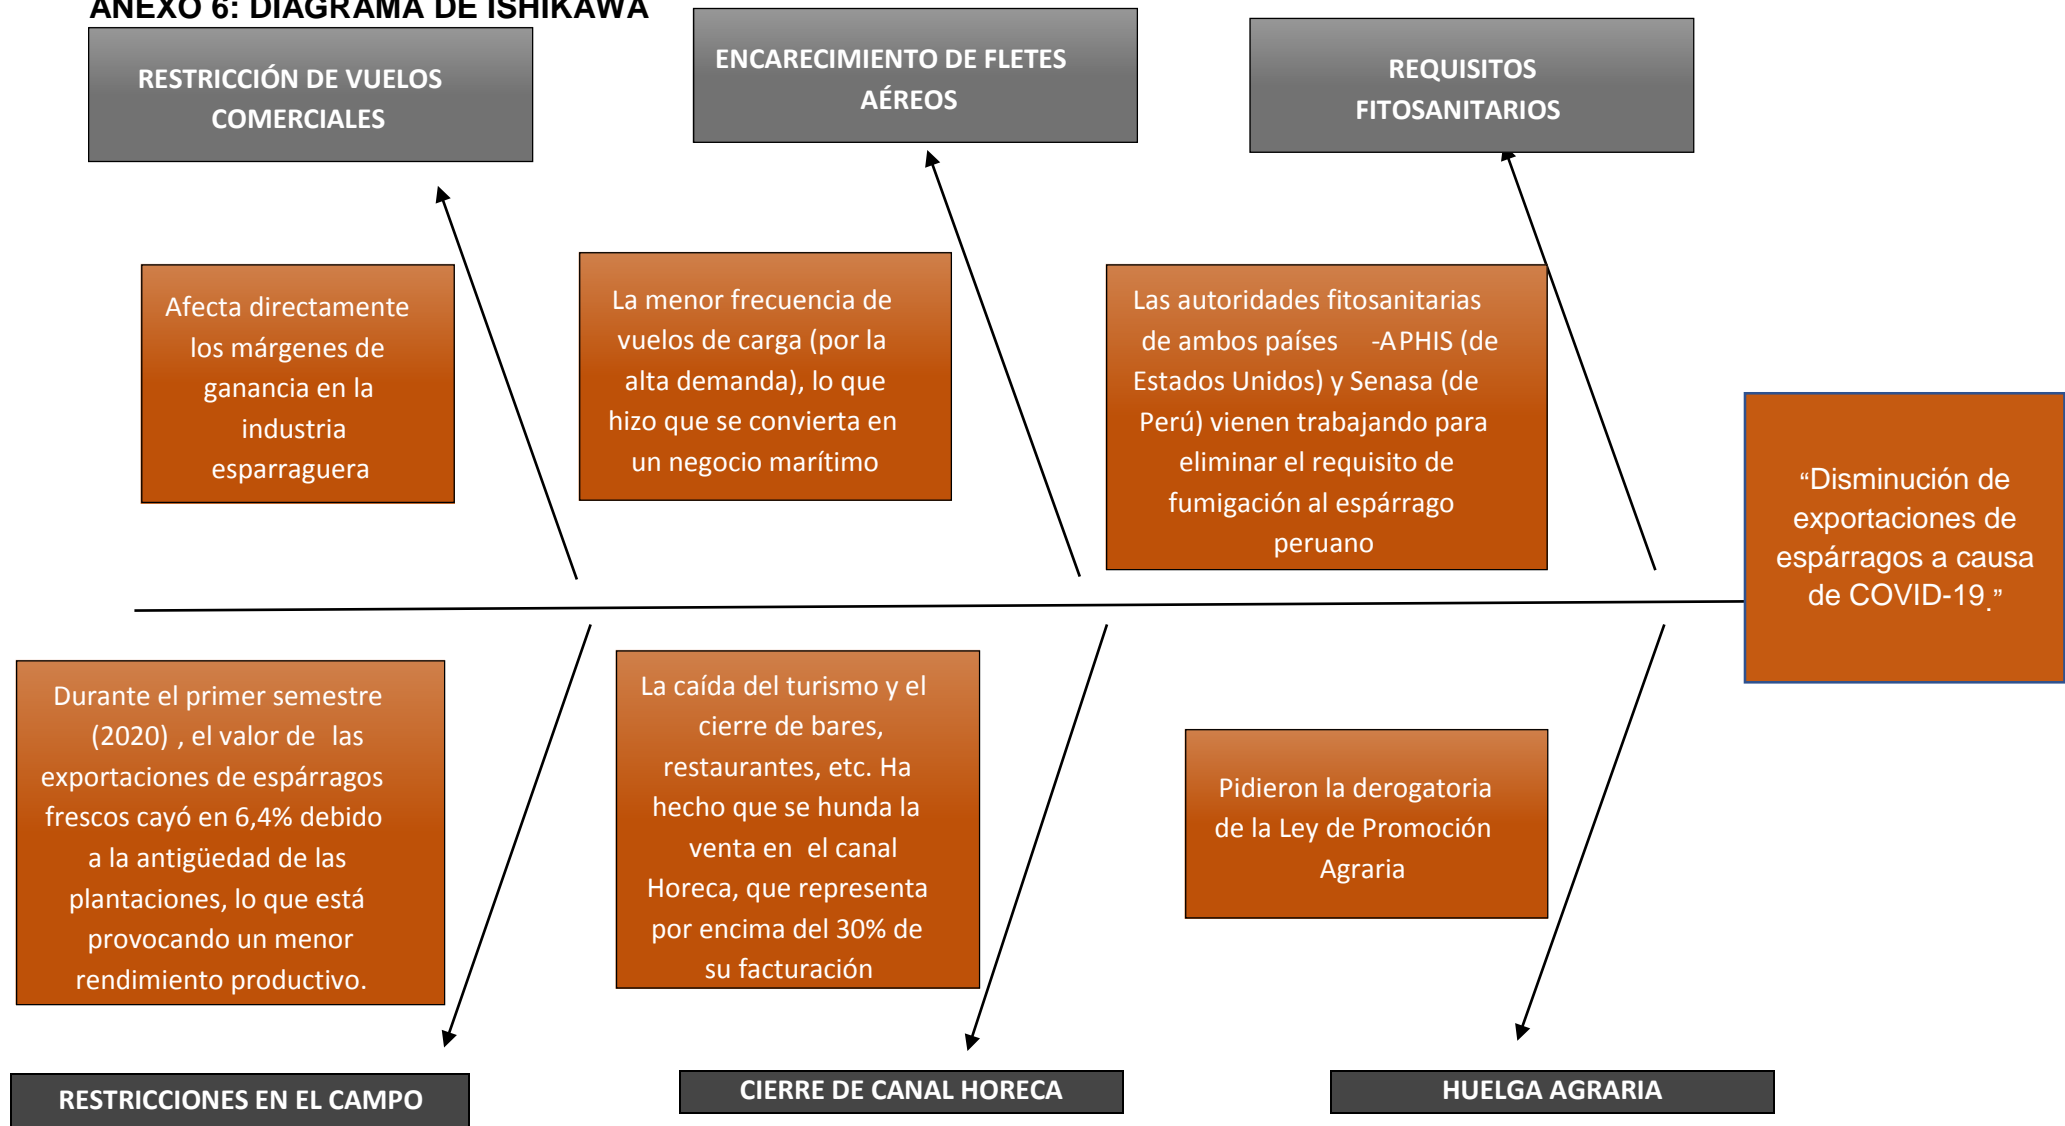 ANEXO 6: DIAGRAMA DE ISHIKAWA
RESTRICCIÓN DE VUELOS
COMERCIALES
ENCARECIMIENTO DE FLETES
AÉREOS
REQUISITOS
FITOSANITARIOS
Afecta directamente
los márgenes de
ganancia en la
industria
esparraguera
La menor frecuencia de
vuelos de carga (por la
alta demanda), lo que
hizo que se convierta en
un negocio marítimo
Las autoridades fitosanitarias
de ambos países -APHIS (de
Estados Unidos) y Senasa (de
Perú) vienen trabajando para
eliminar el requisito de
fumigación al espárrago
peruano
“Disminución de
exportaciones de
espárragos a causa
de COVID-19.”
Durante el primer semestre
(2020) , el valor de las
exportaciones de espárragos
frescos cayó en 6,4% debido
a la antigüedad de las
plantaciones, lo que está
provocando un menor
rendimiento productivo.
La caída del turismo y el
cierre de bares,
restaurantes, etc. Ha
hecho que se hunda la
venta en el canal
Horeca, que representa
por encima del 30% de
su facturación
Pidieron la derogatoria
de la Ley de Promoción
Agraria
RESTRICCIONES EN EL CAMPO
CIERRE DE CANAL HORECA
HUELGA AGRARIA